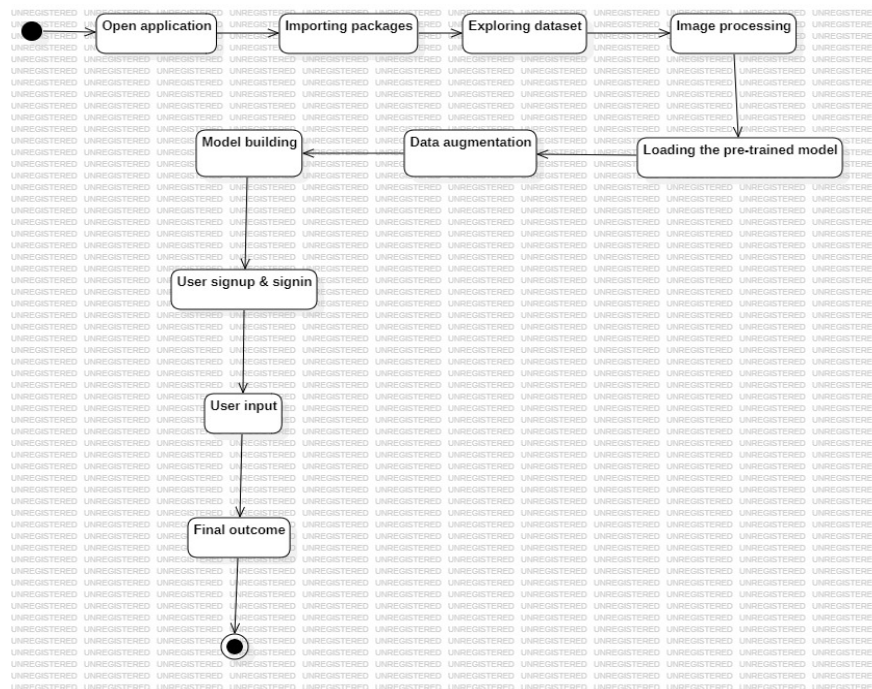 Open application
Importing packages
Exploring dataset
Image processing
Loading the pre-trained model
Data augmentation
Model building
User signup & signin
User input
Final outcome
UNREGISTERED